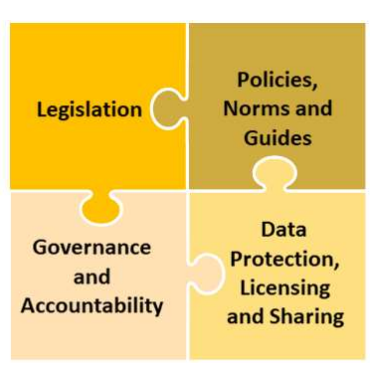 Legislation
Policies,
Norms and
Guides
Governance
and
Accountability
Data
Protection,
Licensing
and Sharing